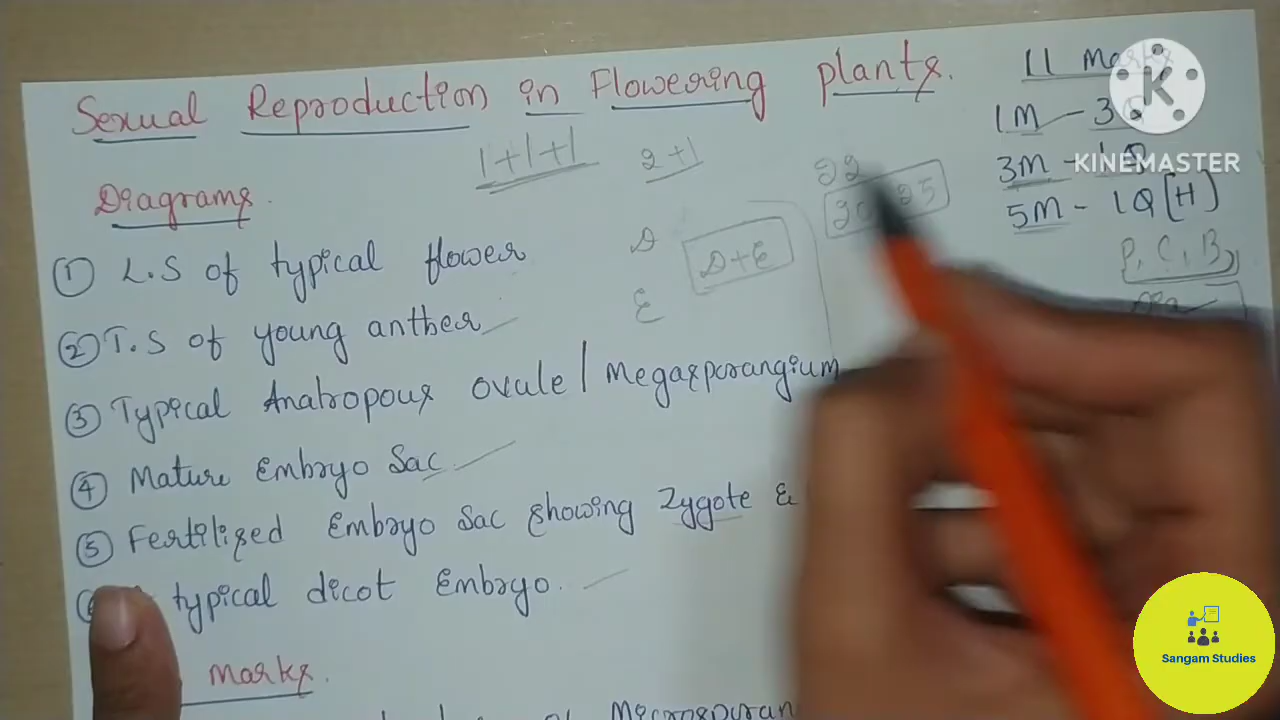 Sexual Reproduction in Flowering plants.
11 Marks
1M - 3Q
3M - 1Q
5M - 1Q [H]
P, C, B
KINEMASTER
1+1+1
2+1
Diagrams.
D
D+E
E
① L.S of typical flower
② T.S of young anther
③ Typical Anatropous ovule / Megasporangium
④ Mature Embryo Sac
⑤ Fertilized Embryo Sac showing Zygote &
typical dicot Embryo.
Marks.
Sangam Studies